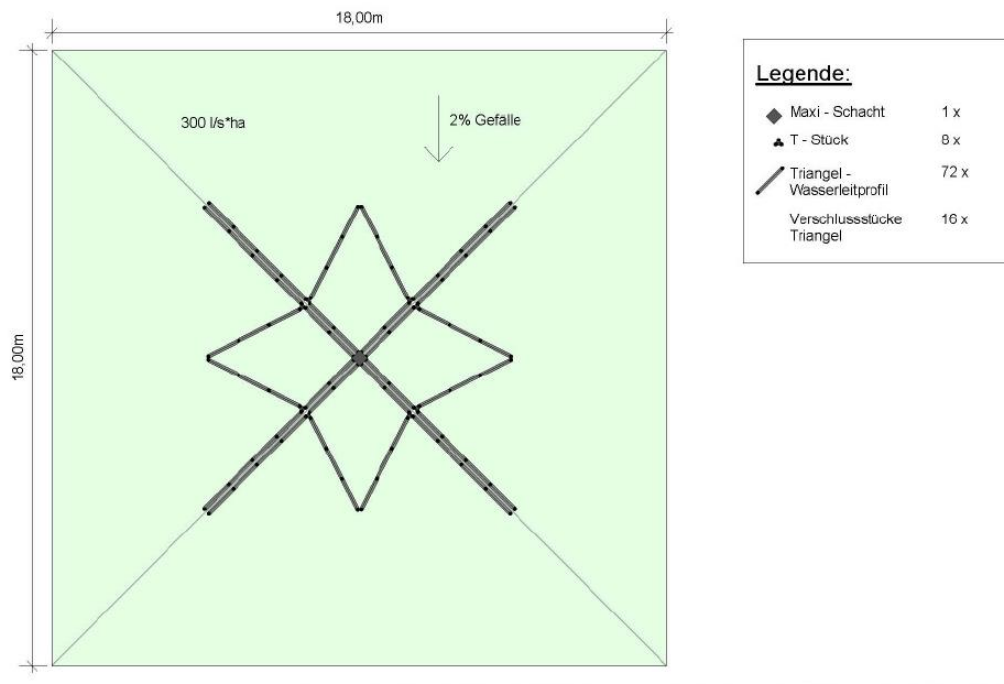 18,00m
300 l/s*ha
2% Gefälle
18,00m
Legende:
Maxi - Schacht 1 x
T - Stück 8 x
Triangel - 72 x
Wasserleitprofil
Verschlussstücke 16 x
Triangel